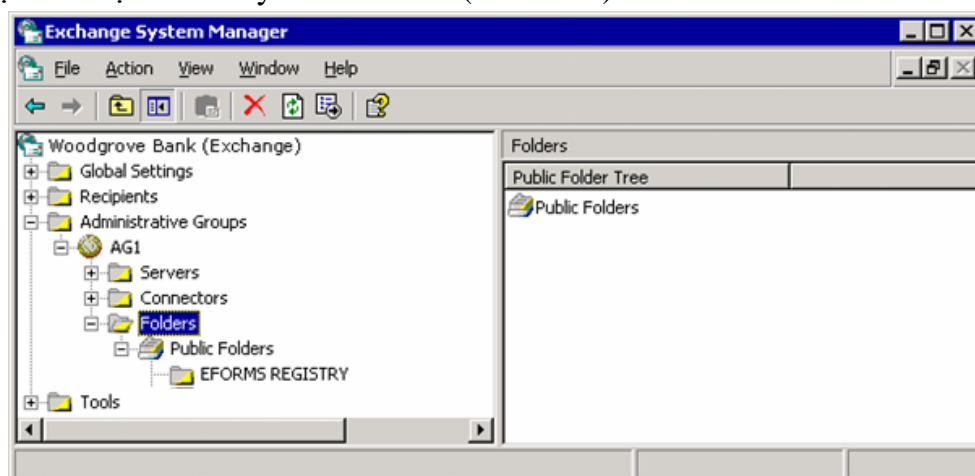 Exchange System Manager
File Action View Window Help
Woodgrove Bank (Exchange)
Global Settings
Recipients
Administrative Groups
AG1
Servers
Connectors
Folders
Public Folders
EFORMS REGISTRY
Tools
Folders
Public Folder Tree
Public Folders